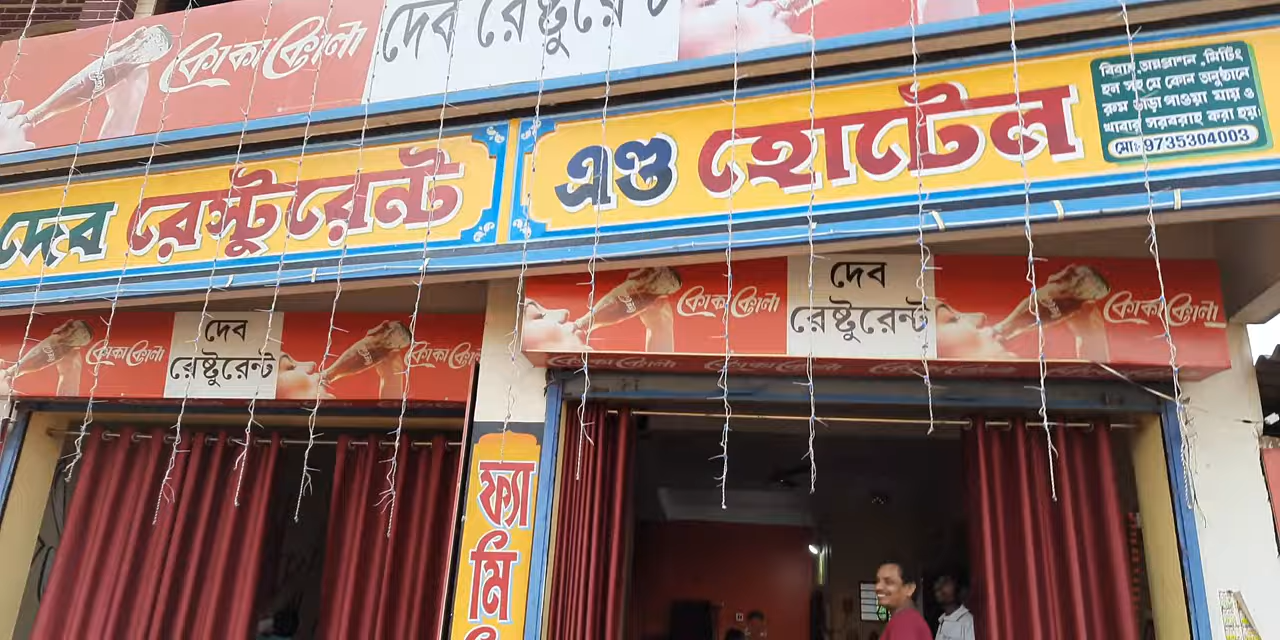 কোকা কোলা
দেব রেষ্টুরেন্ট
দেব রেস্টুরেন্ট এণ্ড হোটেল
বিবাহ, অন্নপ্রাশন, মিটিং
হল সহ যে কোন অনুষ্ঠানে
রুম ভাড়া পাওয়া যায় ও
খাবার সরবরাহ করা হয়।
মোঃ 9735304003
কোকা কোলা
দেব
রেষ্টুরেন্ট
কোকা কোলা
কোকা কোলা
দেব
রেষ্টুরেন্ট
কোকা কোলা
ফ্যা
মি